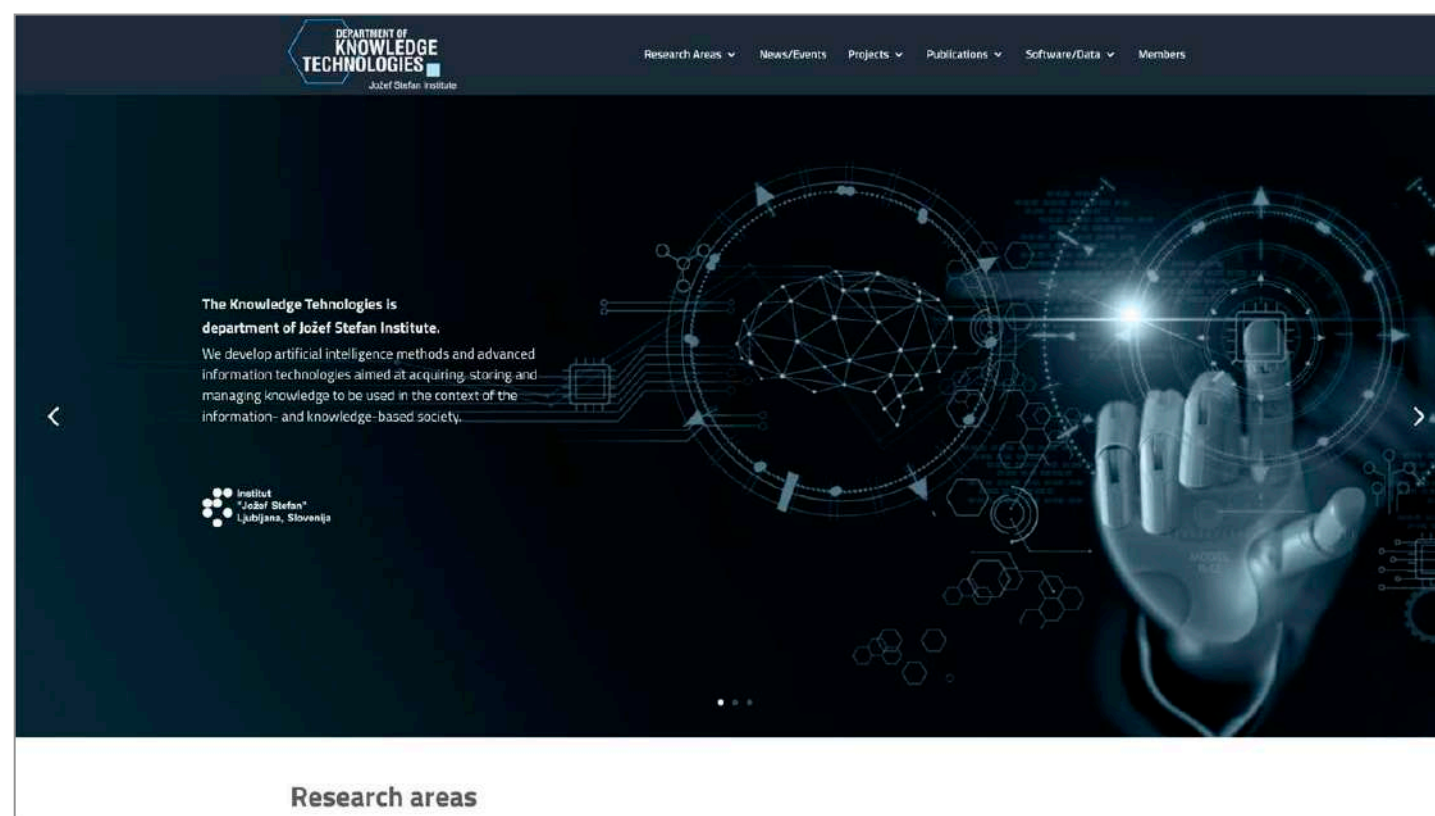 DEPARTMENT OF
KNOWLEDGE
TECHNOLOGIES
Jožef Stefan Institute
Research Areas
News/Events
Projects
Publications
Software/Data
Members
The Knowledge Tehnologies is
department of Jožef Stefan Institute.
We develop artificial intelligence methods and advanced
information technologies aimed at acquiring, storing and
managing knowledge to be used in the context of the
information- and knowledge-based society.
Institut
"Jožef Stefan"
Ljubljana, Slovenija
Research areas